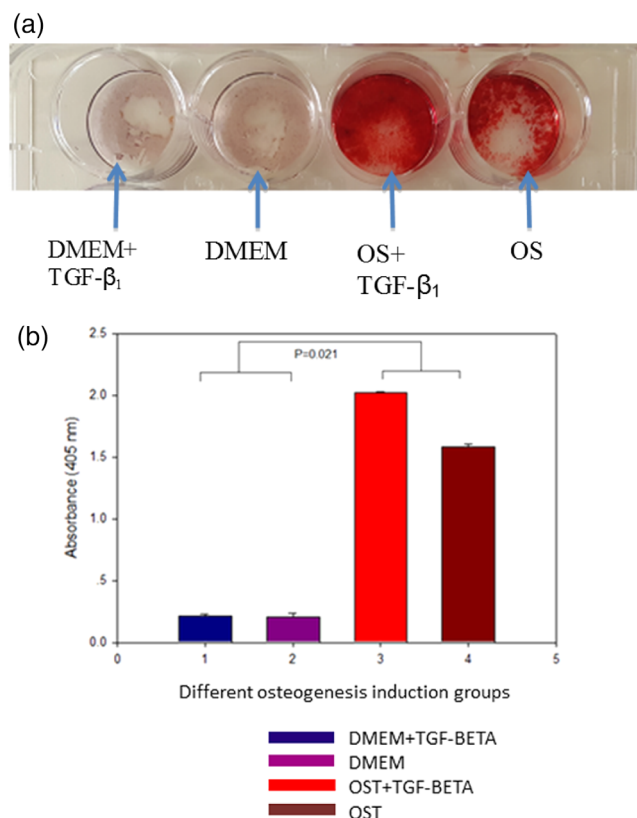 (a)
DMEM+
TGF-β₁
DMEM
OS+
TGF-β₁
OS
(b)
2.5
2.0
1.5
1.0
.5
0.0
Absorbance (405 nm)
P=0.021
0 1 2 3 4 5
Different osteogenesis induction groups
DMEM+TGF-BETA
DMEM
OST+TGF-BETA
OST